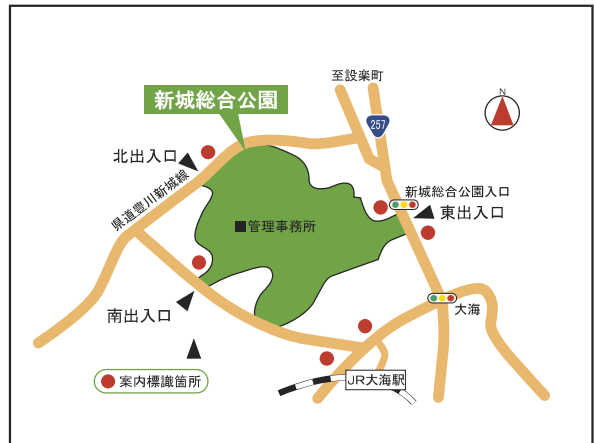 至設楽町
新城総合公園
N
257
北出入口
県道豊川新城線
新城総合公園入口
東出入口
管理事務所
大海
南出入口
JR大海駅
案内標識箇所